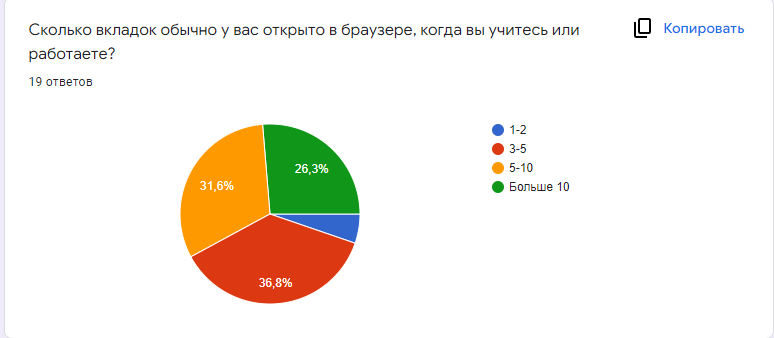 Сколько вкладок обычно у вас открыто в браузере, когда вы учитесь или
работаете?
Копировать
19 ответов
1-2
3-5
5-10
Больше 10
26,3%
31,6%
36,8%